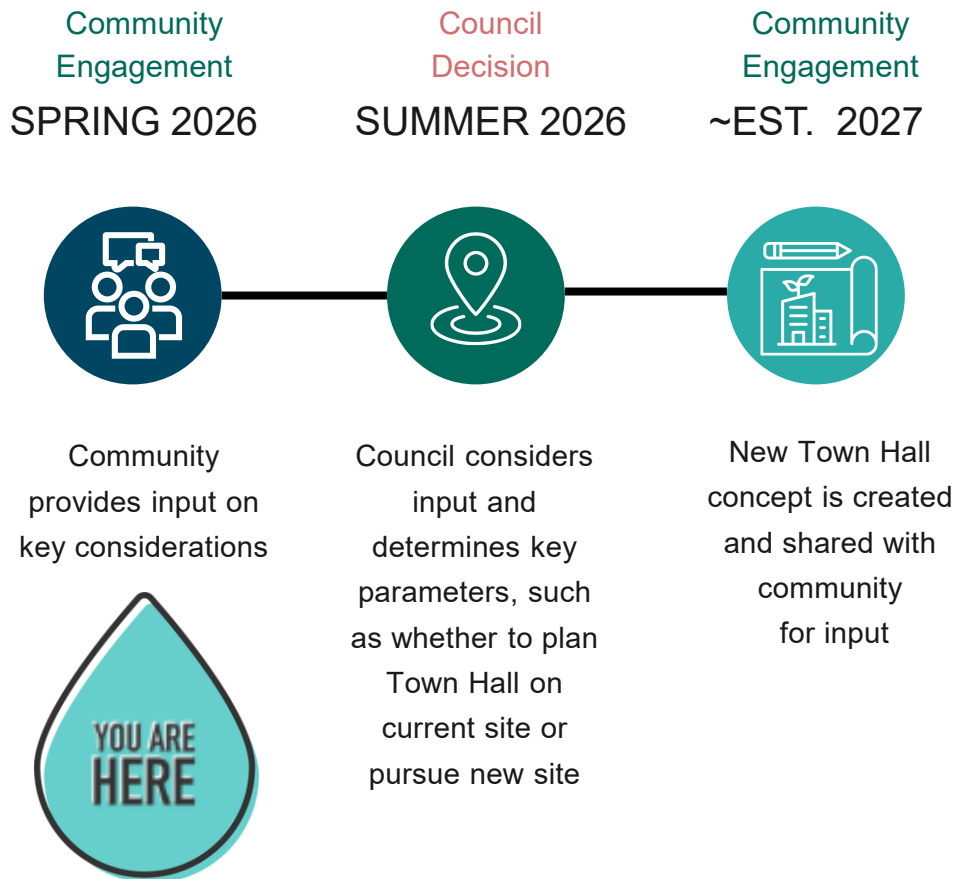 Community
Engagement
SPRING 2026
Community
provides input on
key considerations
YOU ARE
HERE
Council
Decision
SUMMER 2026
Council considers
input and
determines key
parameters, such
as whether to plan
Town Hall on
current site or
pursue new site
Community
Engagement
~EST. 2027
New Town Hall
concept is created
and shared with
community
for input